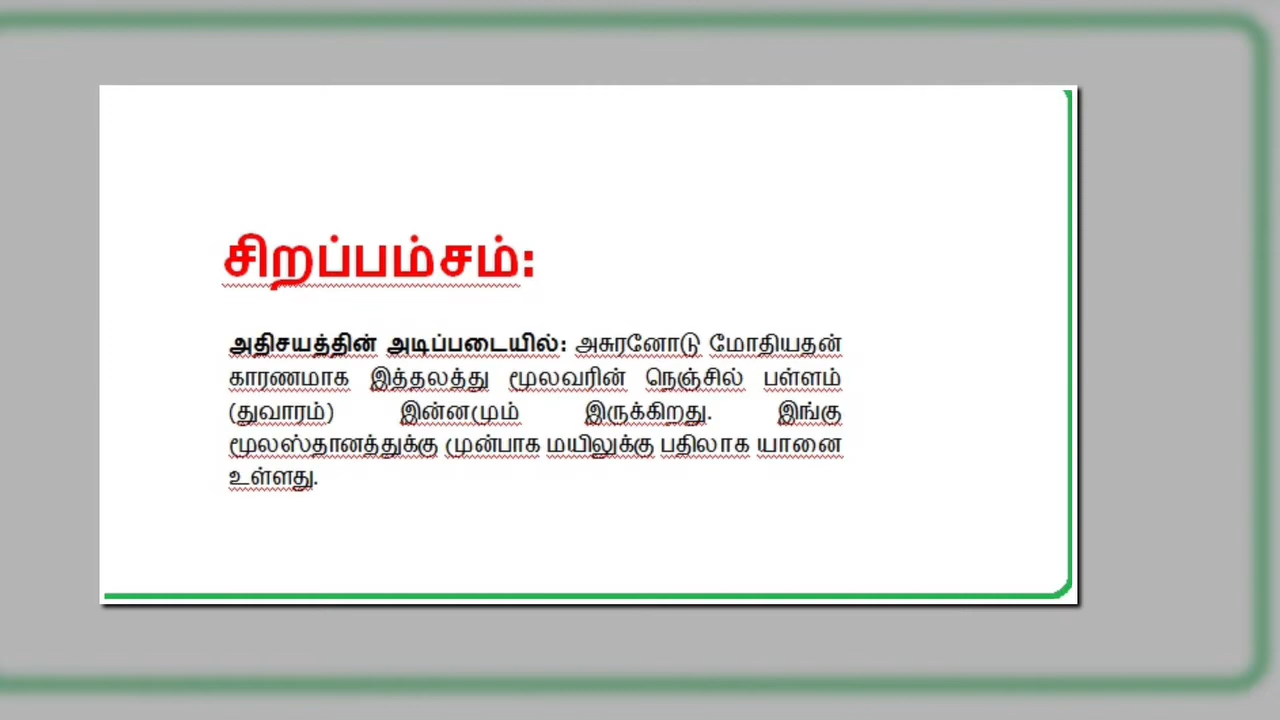 சிறப்பம்சம்:
அதிசயத்தின் அடிப்படையில்: அசுரனோடு மோதியதன்
காரணமாக இத்தலத்து மூலவரின் நெஞ்சில் பள்ளம்
(துவாரம்) இன்னமும் இருக்கிறது. இங்கு
மூலஸ்தானத்துக்கு முன்பாக மயிலுக்கு பதிலாக யானை
உள்ளது.